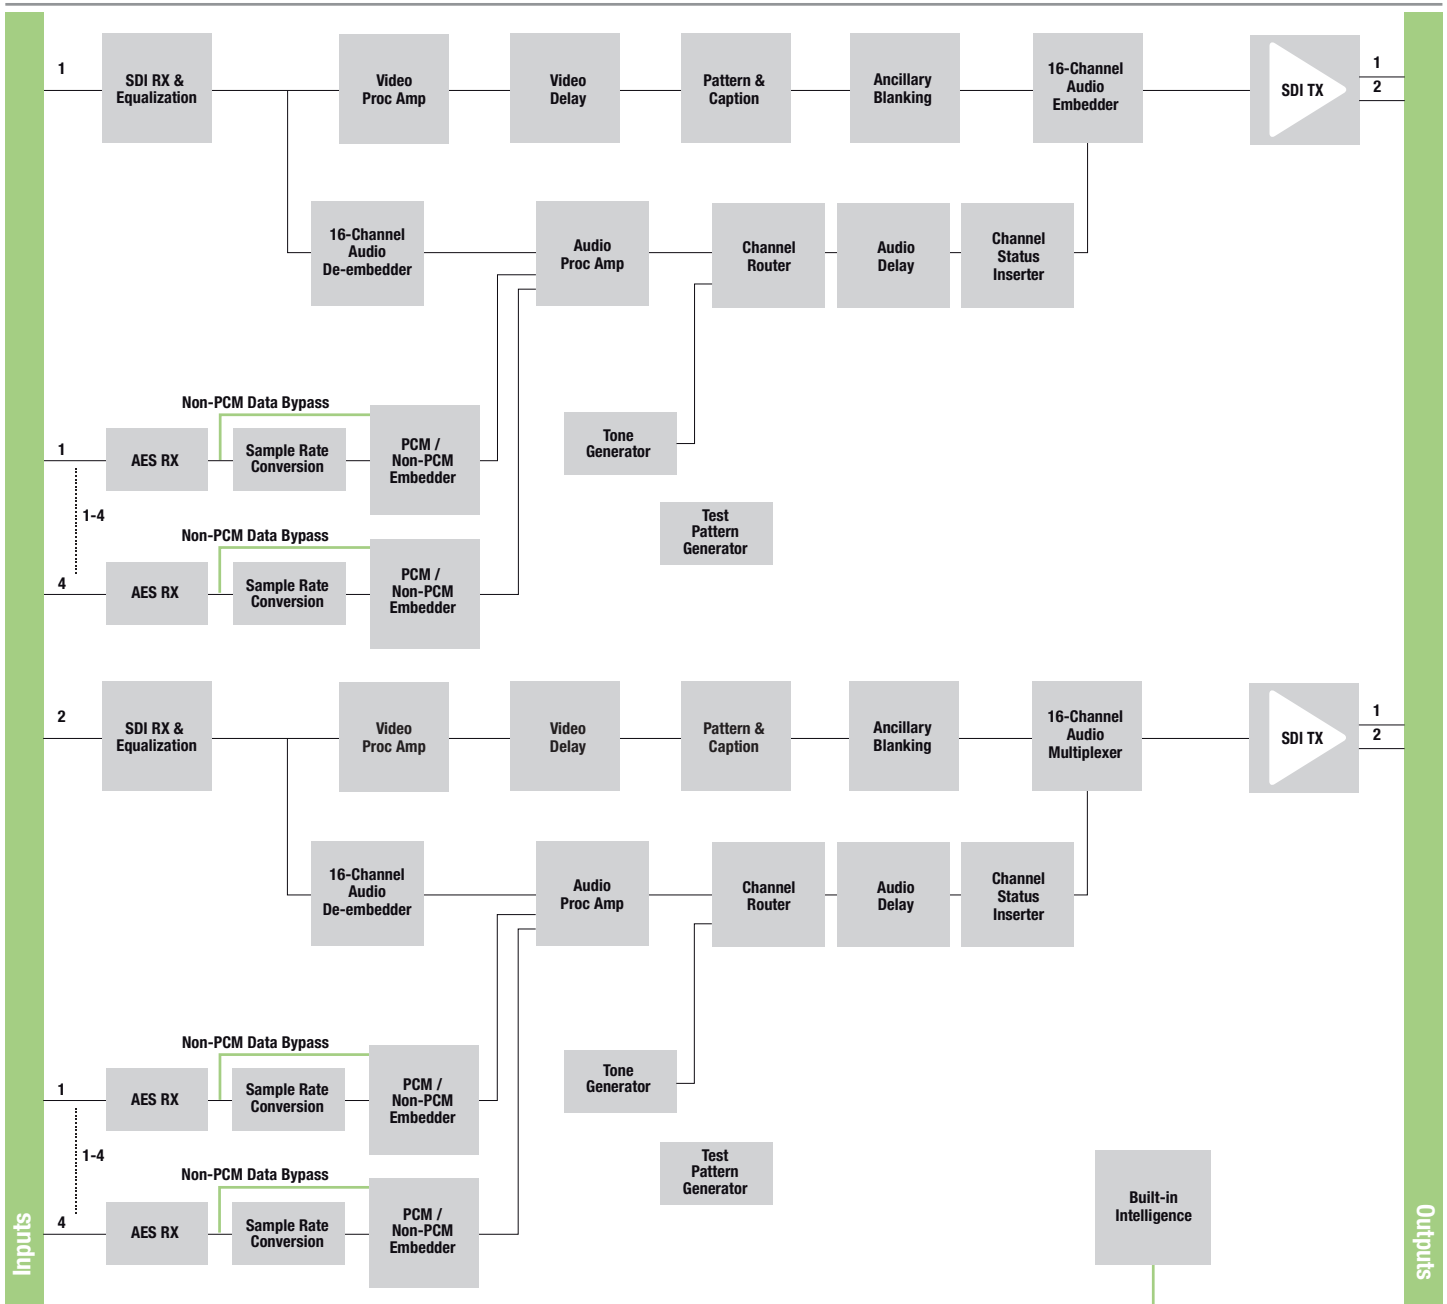 1
SDI RX &
Equalization
Video
Proc Amp
Video
Delay
Pattern &
Caption
Ancillary
Blanking
16-Channel
Audio
Embedder
SDI TX
1
2
16-Channel
Audio
De-embedder
Audio
Proc Amp
Channel
Router
Audio
Delay
Channel
Status
Inserter
Non-PCM Data Bypass
1
AES RX
Sample Rate
Conversion
PCM /
Non-PCM
Embedder
Tone
Generator
1-4
Test
Pattern
Generator
Non-PCM Data Bypass
4
AES RX
Sample Rate
Conversion
PCM /
Non-PCM
Embedder
2
SDI RX &
Equalization
Video
Proc Amp
Video
Delay
Pattern &
Caption
Ancillary
Blanking
16-Channel
Audio
Multiplexer
SDI TX
1
2
16-Channel
Audio
De-embedder
Audio
Proc Amp
Channel
Router
Audio
Delay
Channel
Status
Inserter
Non-PCM Data Bypass
1
AES RX
Sample Rate
Conversion
PCM /
Non-PCM
Embedder
Tone
Generator
1-4
Test
Pattern
Generator
Non-PCM Data Bypass
4
AES RX
Sample Rate
Conversion
PCM /
Non-PCM
Embedder
Built-in
Intelligence
Inputs
Outputs